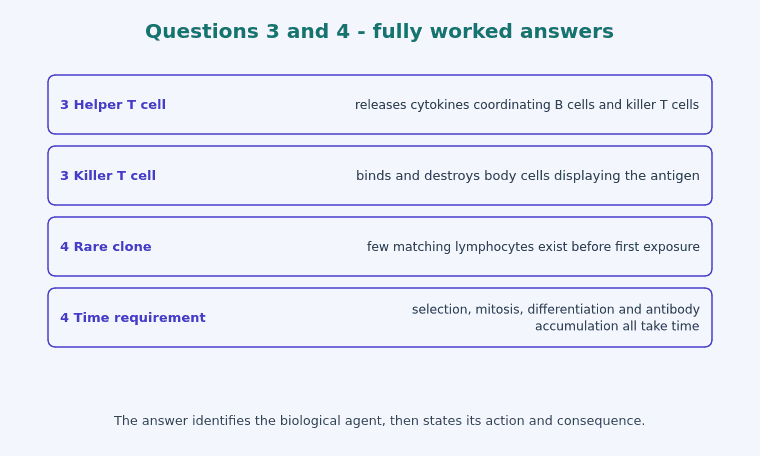 Questions 3 and 4 - fully worked answers
3 Helper T cell
releases cytokines coordinating B cells and killer T cells
3 Killer T cell
binds and destroys body cells displaying the antigen
4 Rare clone
few matching lymphocytes exist before first exposure
4 Time requirement
selection, mitosis, differentiation and antibody
accumulation all take time
The answer identifies the biological agent, then states its action and consequence.